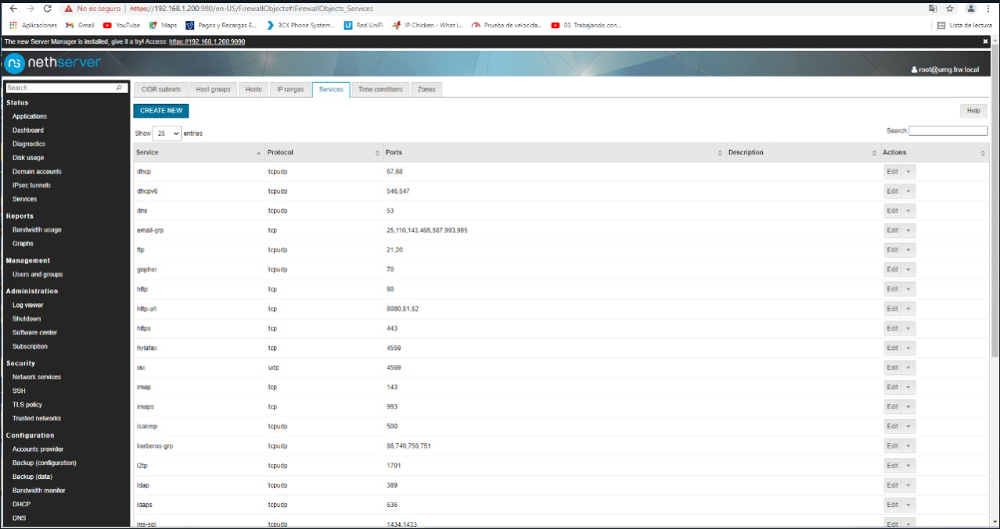 No es seguro | https://192.168.1.200:980/en-US/FirewallObjects#!FirewallObjects_Services
Aplicaciones Gmail YouTube Maps Pagos y Recargas E... 3CX Phone System... Red UniFi IP Chicken - What i... Prueba de velocida... 03. Trabajando con... Lista de lectura
The new Server Manager is installed, give it a try! Access: https://192.168.1.200:9090 ×
ns nethserver
root@umg.frw.local
Search...
CIDR subnets Host groups Hosts IP ranges Services Time conditions Zones
CREATE NEW Help
Show 25 entries Search:
Service Protocol Ports Description Actions
dhcp tcpudp 67,68 Edit
dhcpv6 tcpudp 546,547 Edit
dns tcpudp 53 Edit
email-grp tcp 25,110,143,465,587,993,995 Edit
ftp tcpudp 21,20 Edit
gopher tcpudp 70 Edit
http tcp 80 Edit
http-alt tcp 8080,81,82 Edit
https tcp 443 Edit
hylafax tcp 4559 Edit
iax udp 4569 Edit
imap tcp 143 Edit
imaps tcp 993 Edit
isakmp tcpudp 500 Edit
kerberos-grp tcpudp 88,749,750,751 Edit
l2tp tcpudp 1701 Edit
ldap tcpudp 389 Edit
ldaps tcpudp 636 Edit
ms-sql tcpudp 1434,1433 Edit
Status
Applications
Dashboard
Diagnostics
Disk usage
Domain accounts
IPsec tunnels
Services
Reports
Bandwidth usage
Graphs
Management
Users and groups
Administration
Log viewer
Shutdown
Software center
Subscription
Security
Network services
SSH
TLS policy
Trusted networks
Configuration
Accounts provider
Backup (configuration)
Backup (data)
Bandwidth monitor
DHCP
DNS